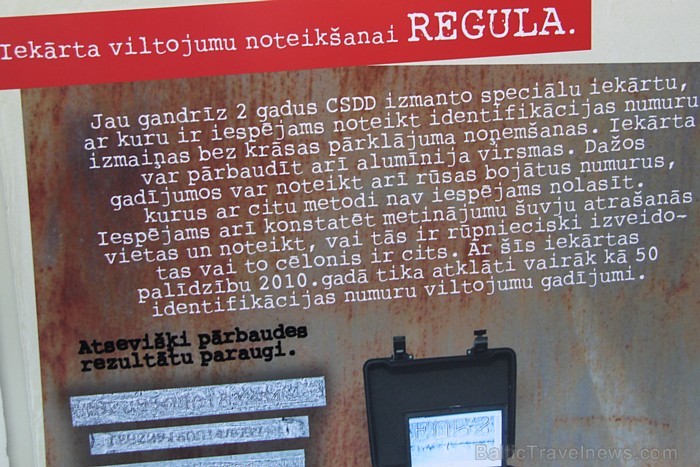 Iekārta viltojumu noteikšanai REGULA.
Jau gandrīz 2 gadus CSDD izmanto speciālu iekārtu,
ar kuru ir iespējams noteikt identifikācijas numuru
izmaiņas bez krāsas pārklājuma noņemšanas. Iekārta
var pārbaudīt arī alumīnija virsmas. Dažos
gadījumos var noteikt arī rūsas bojātus numurus,
kurus ar citu metodi nav iespējams nolasīt.
Iespējams arī konstatēt metinājumu šuvju atrašanās
vietas un noteikt, vai tās ir rūpnieciski izveido-
tas vai to cēlonis ir cits. Ar šīs iekārtas
palīdzību 2010.gadā tika atklāti vairāk kā 50
identifikācijas numuru viltojumu gadījumi.
Atsevišķi pārbaudes
rezultātu paraugi.
BalticTravelnews.com